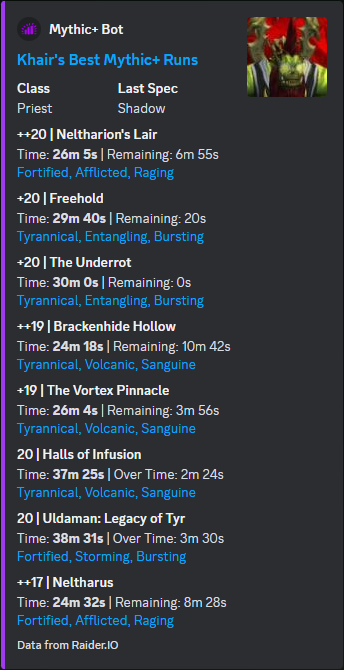 Mythic+ Bot
Khair's Best Mythic+ Runs
Class Last Spec
Priest Shadow
++20 | Neltharion's Lair
Time: 26m 5s | Remaining: 6m 55s
Fortified, Afflicted, Raging
+20 | Freehold
Time: 29m 40s | Remaining: 20s
Tyrannical, Entangling, Bursting
+20 | The Underrot
Time: 30m 0s | Remaining: 0s
Tyrannical, Entangling, Bursting
++19 | Brackenhide Hollow
Time: 24m 18s | Remaining: 10m 42s
Tyrannical, Volcanic, Sanguine
+19 | The Vortex Pinnacle
Time: 26m 4s | Remaining: 3m 56s
Tyrannical, Volcanic, Sanguine
20 | Halls of Infusion
Time: 37m 25s | Over Time: 2m 24s
Tyrannical, Volcanic, Sanguine
20 | Uldaman: Legacy of Tyr
Time: 38m 31s | Over Time: 3m 30s
Fortified, Storming, Bursting
++17 | Neltharus
Time: 24m 32s | Remaining: 8m 28s
Fortified, Afflicted, Raging
Data from Raider.IO